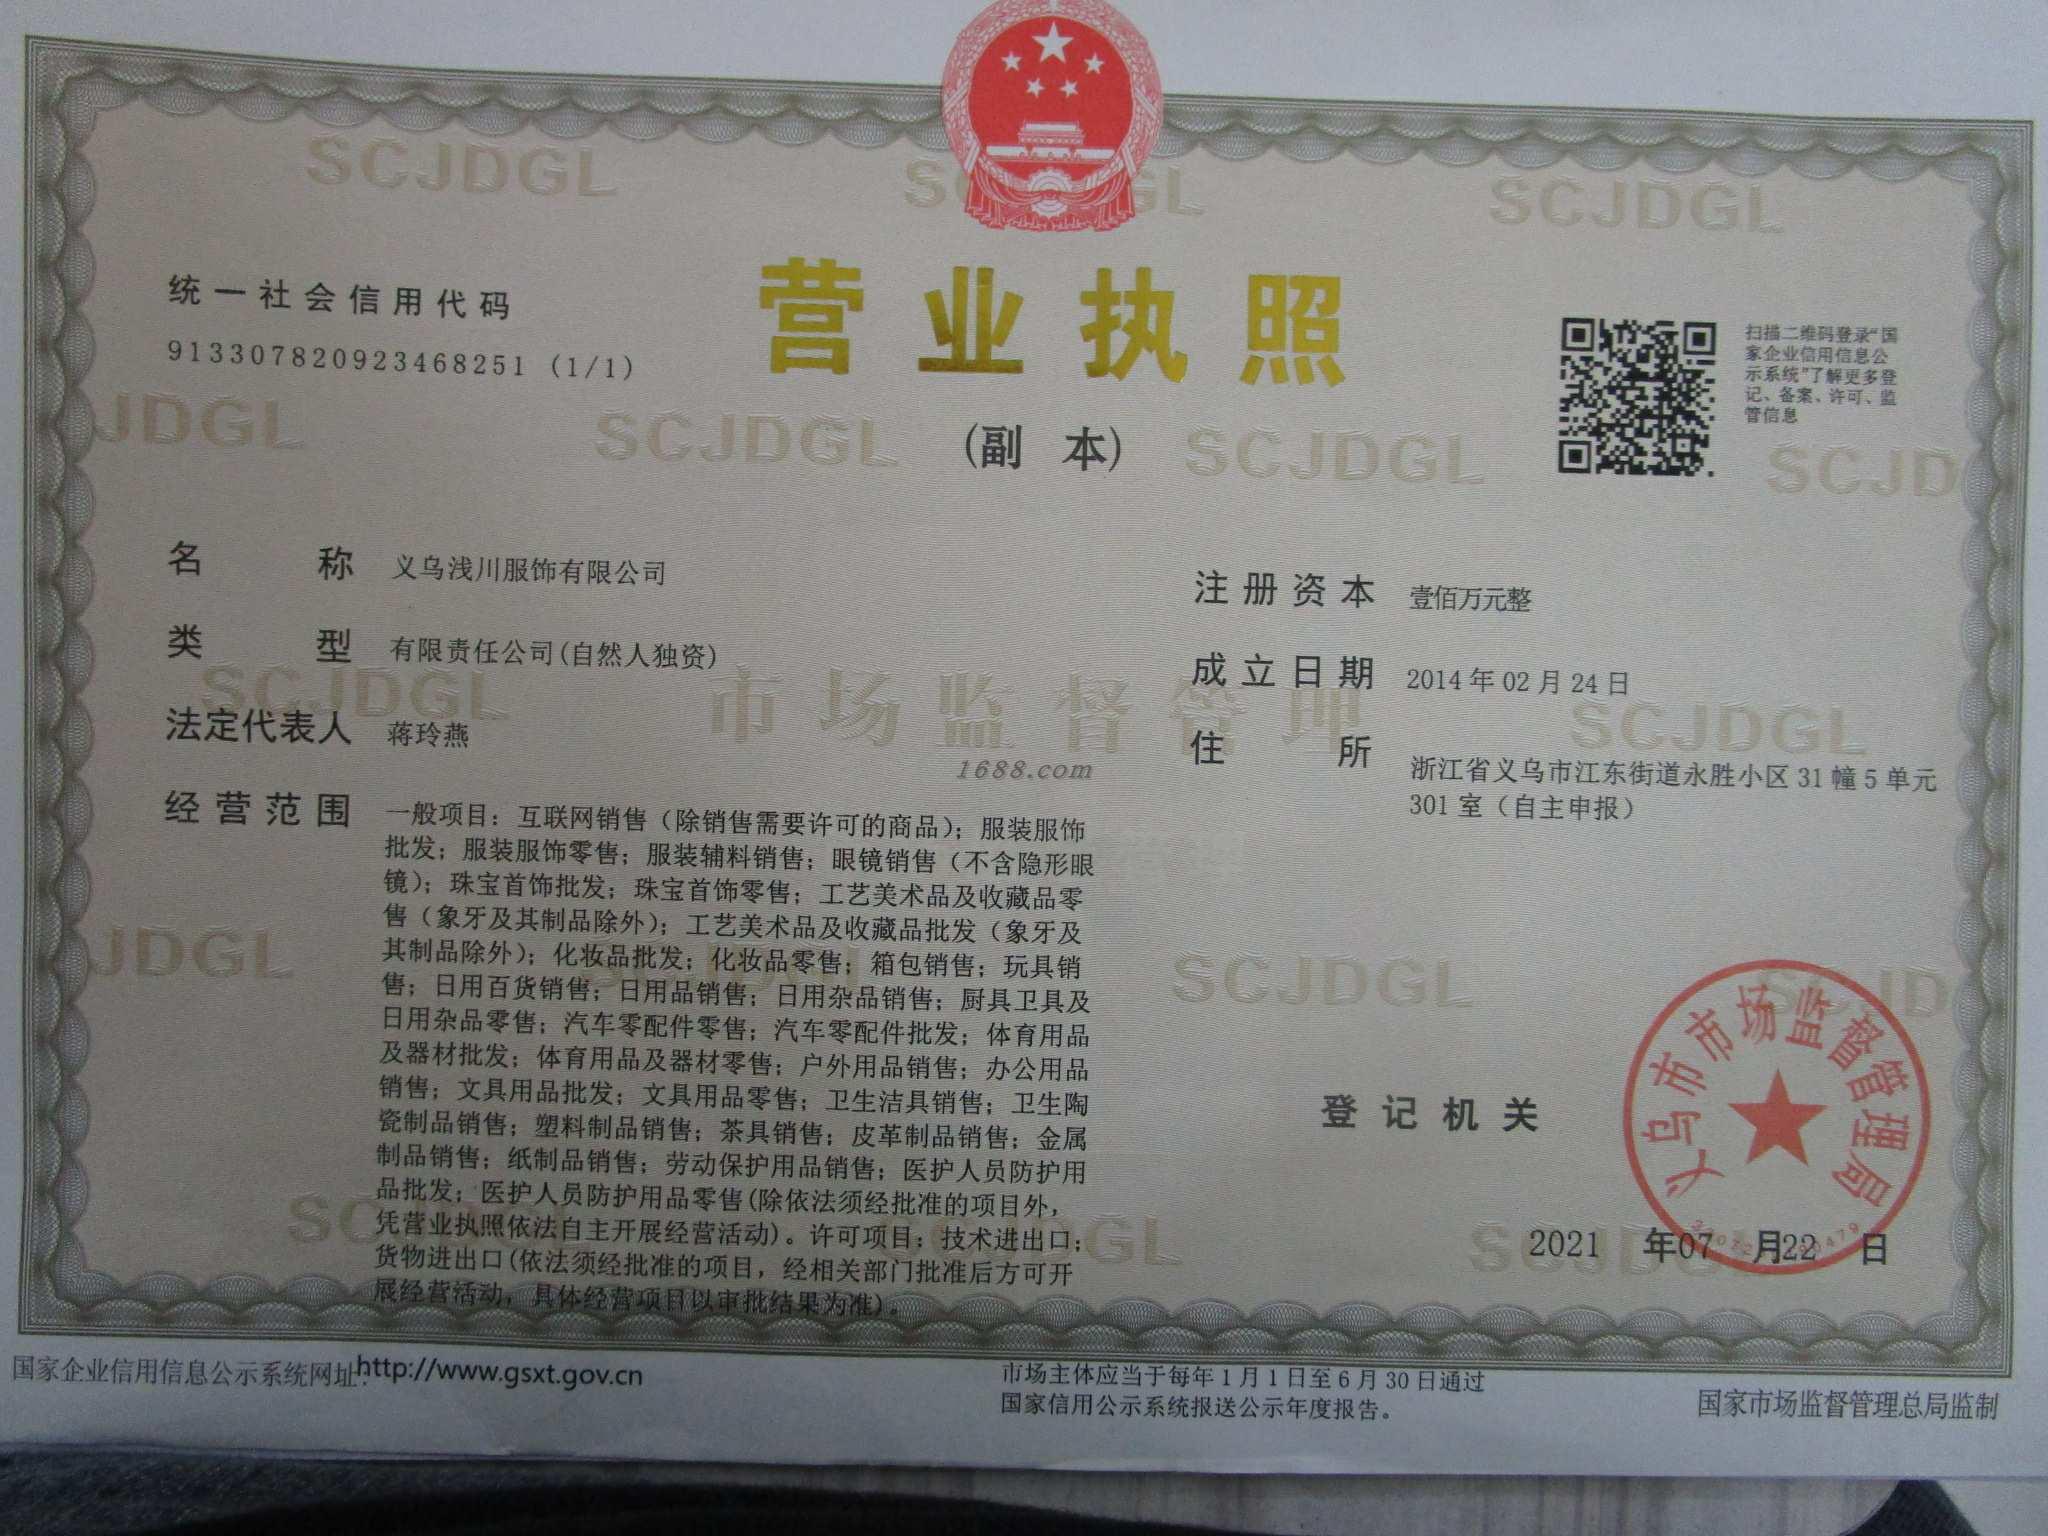 统一社会信用代码
913307820923468251 (1/1)
营业执照
(副 本)
扫描二维码登录“国
家企业信用信息公
示系统”了解更多登
记、备案、许可、监
管信息
名 称 义乌浅川服饰有限公司
类 型 有限责任公司(自然人独资)
法定代表人 蒋玲燕
经营范围 一般项目：互联网销售（除销售需要许可的商品）；服装服饰
批发；服装服饰零售；服装辅料销售；眼镜销售（不含隐形眼
镜）；珠宝首饰批发；珠宝首饰零售；工艺美术品及收藏品零
售（象牙及其制品除外）；工艺美术品及收藏品批发（象牙及
其制品除外）；化妆品批发；化妆品零售；箱包销售；玩具销
售；日用百货销售；日用品销售；日用杂品销售；厨具卫具及
日用杂品零售；汽车零配件零售；汽车零配件批发；体育用品
及器材批发；体育用品及器材零售；户外用品销售；办公用品
销售；文具用品批发；文具用品零售；卫生洁具销售；卫生陶
瓷制品销售；塑料制品销售；茶具销售；皮革制品销售；金属
制品销售；纸制品销售；劳动保护用品销售；医护人员防护用
品批发；医护人员防护用品零售(除依法须经批准的项目外，
凭营业执照依法自主开展经营活动)。许可项目：技术进出口；
货物进出口(依法须经批准的项目，经相关部门批准后方可开
展经营活动，具体经营项目以审批结果为准)。
注册资本 壹佰万元整
成立日期 2014年02月24日
住 所 浙江省义乌市江东街道永胜小区31幢5单元
301室（自主申报）
市场监督管理
1688.com
SCJDGL
登记机关
义乌市市场监督管理局
2021 年07 月22 日
国家企业信用信息公示系统网址：http://www.gsxt.gov.cn
市场主体应当于每年1月1日至6月30日通过
国家信用公示系统报送公示年度报告。
国家市场监督管理总局监制